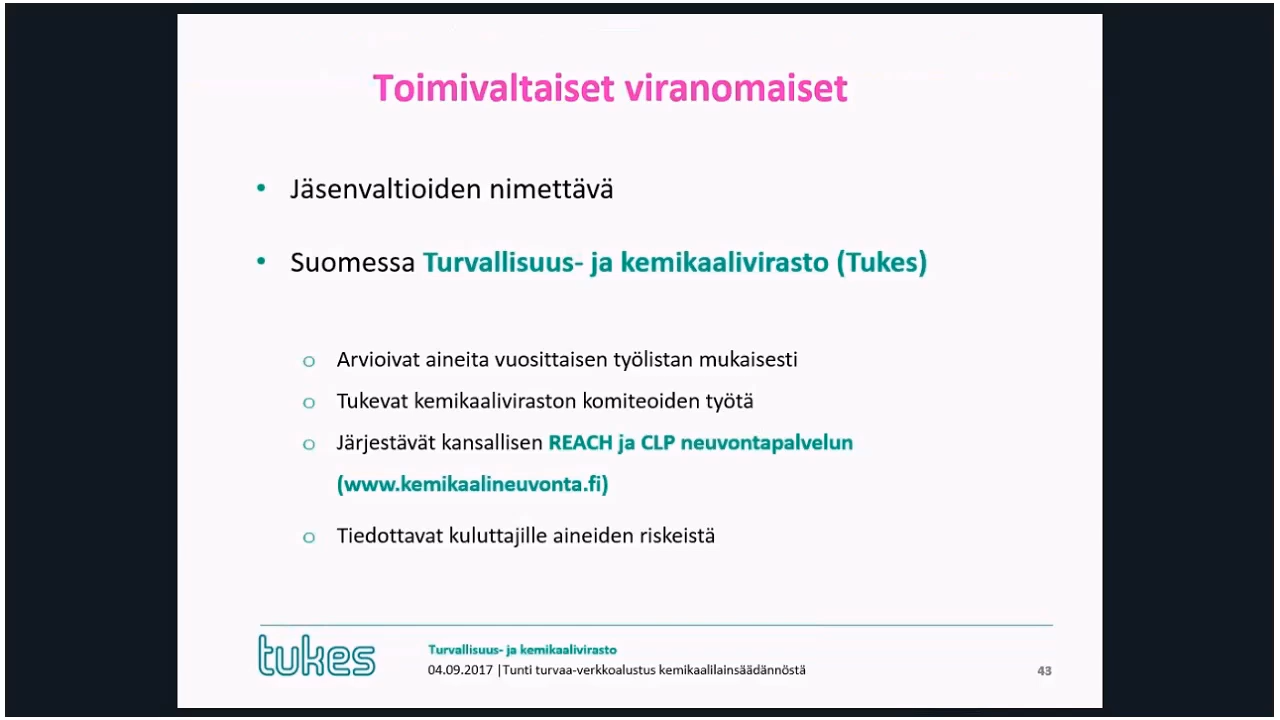 Toimivaltaiset viranomaiset
• Jäsenvaltioiden nimettävä
• Suomessa Turvallisuus- ja kemikaalivirasto (Tukes)
o Arvioivat aineita vuosittaisen työlistan mukaisesti
o Tukevat kemikaaliviraston komiteoiden työtä
o Järjestävät kansallisen REACH ja CLP neuvontapalvelun
(www.kemikaalineuvonta.fi)
o Tiedottavat kuluttajille aineiden riskeistä
tukes
Turvallisuus- ja kemikaalivirasto
04.09.2017 |Tunti turvaa-verkkoalustus kemikaalilainsäädännöstä
43